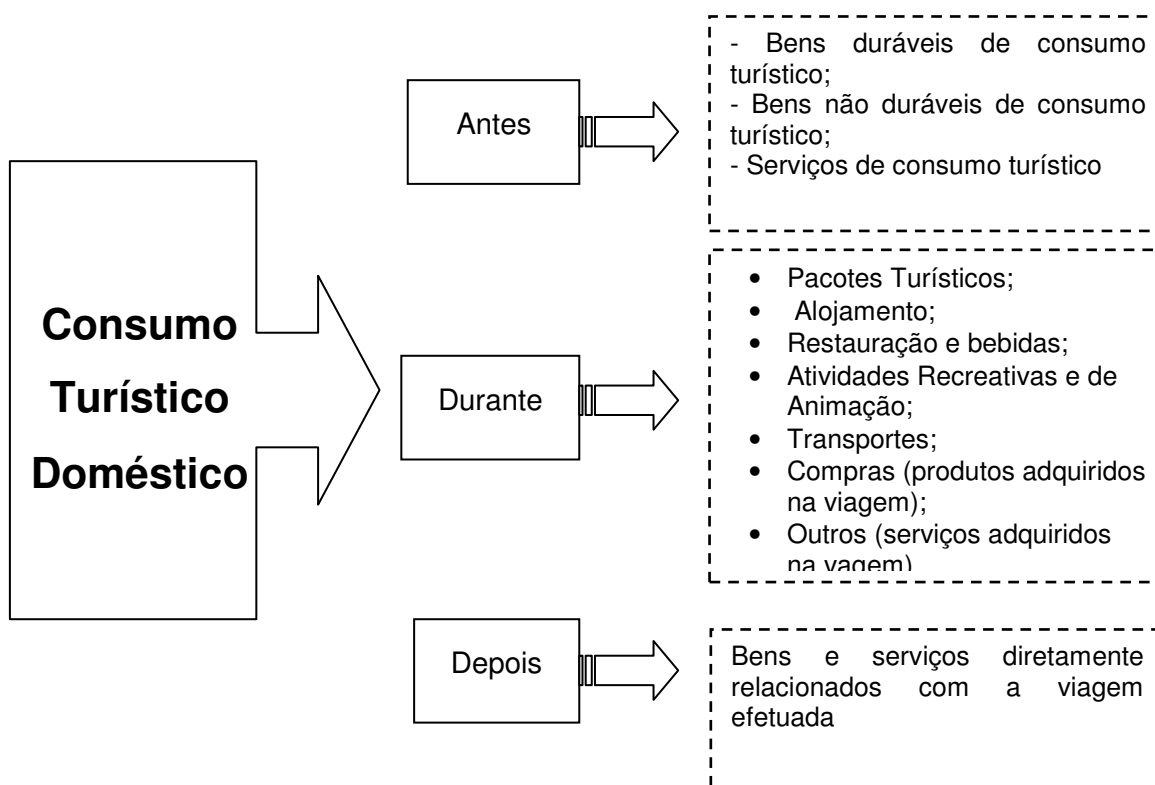 Consumo
Turístico
Doméstico
Antes
- Bens duráveis de consumo
turístico;
- Bens não duráveis de consumo
turístico;
- Serviços de consumo turístico
Durante
• Pacotes Turísticos;
• Alojamento;
• Restauração e bebidas;
• Atividades Recreativas e de
Animação;
• Transportes;
• Compras (produtos adquiridos
na viagem);
• Outros (serviços adquiridos
na vagem)
Depois
Bens e serviços diretamente
relacionados com a viagem
efetuada